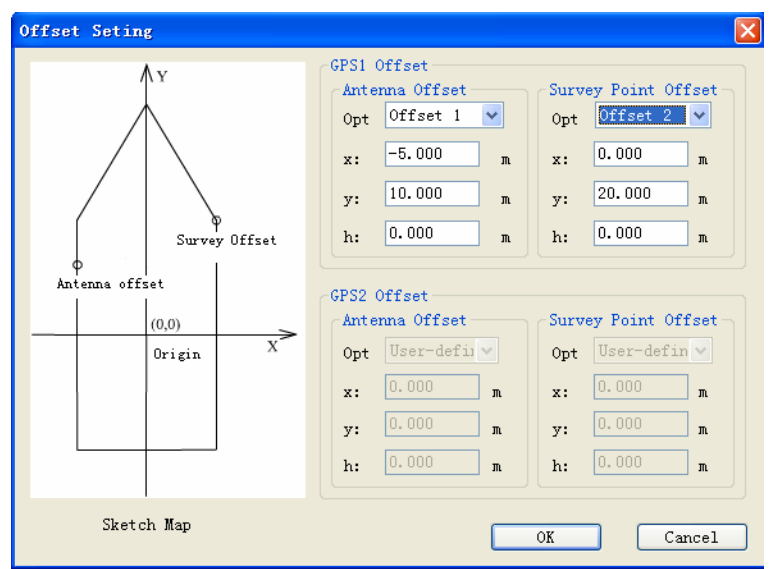 Offset Seting
Y
Survey Offset
Antenna offset
(0,0)
Origin
X
Sketch Map
GPS1 Offset
Antenna Offset
Opt Offset 1
x: -5.000 m
y: 10.000 m
h: 0.000 m
Survey Point Offset
Opt Offset 2
x: 0.000 m
y: 20.000 m
h: 0.000 m
GPS2 Offset
Antenna Offset
Opt User-defin
x: 0.000 m
y: 0.000 m
h: 0.000 m
Survey Point Offset
Opt User-defin
x: 0.000 m
y: 0.000 m
h: 0.000 m
OK
Cancel